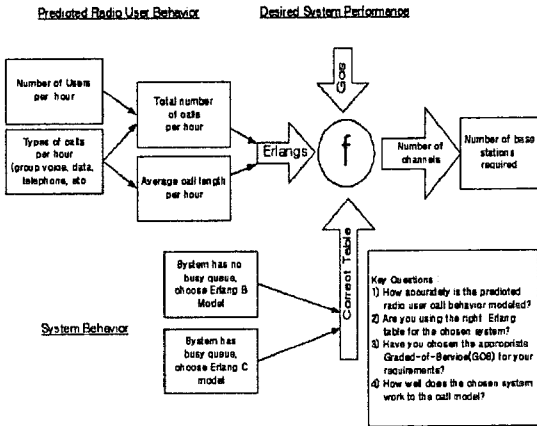 Predicted Radio User Behavior
Desired System Performance
Number of Users
per hour
Types of calls
per hour
(group voice, data,
telephone, etc
Total number
of calls
per hour
Average call length
per hour
Erlangs
Gos
f
Number of
channels
Number of base
stations
required
Correct Table
System has no
busy queue,
choose Erlang B
Model
System Behavior
System has
busy queue,
choose Erlang C
model
Key Questions :
1) How accurately is the predicted
radio user call behavior modeled?
2) Are you using the right Erlang
table for the chosen system?
3) Have you chosen the appropriate
Graded-of-Service(GOS) for your
requirements?
4) How well does the chosen system
work to the call model?